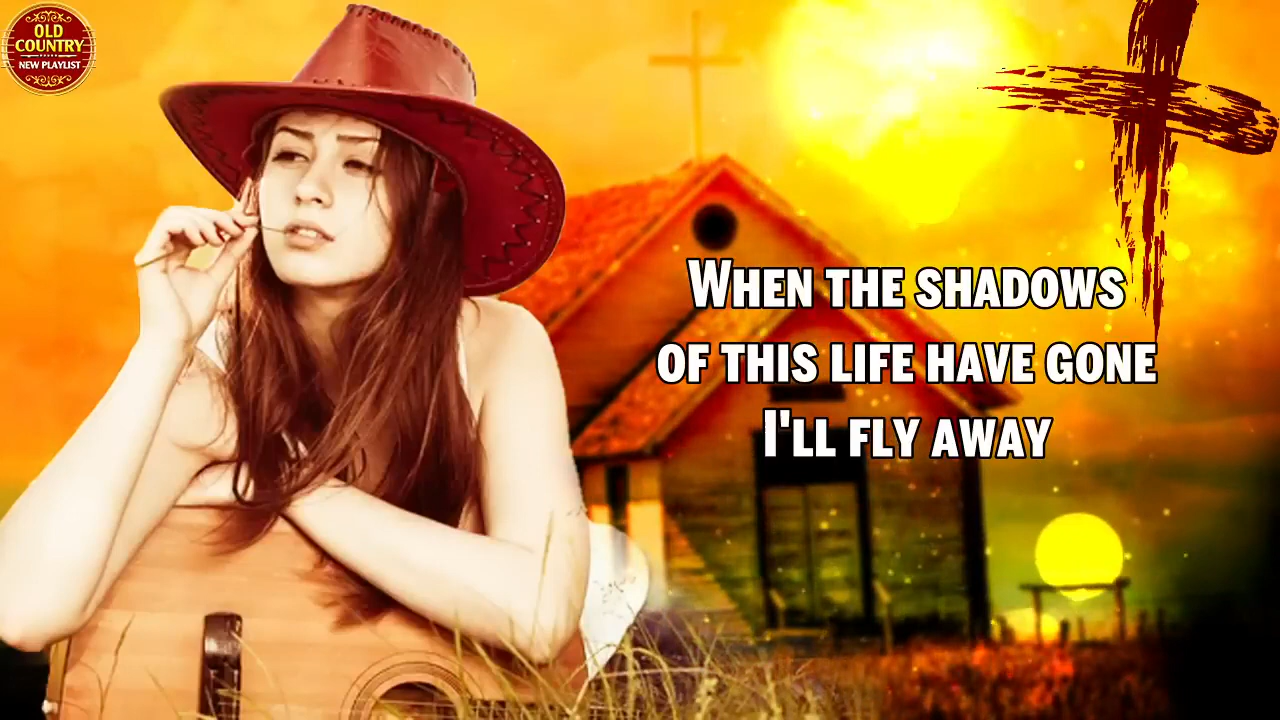 OLD
COUNTRY
NEW PLAYLIST
WHEN THE SHADOWS
OF THIS LIFE HAVE GONE
I'LL FLY AWAY